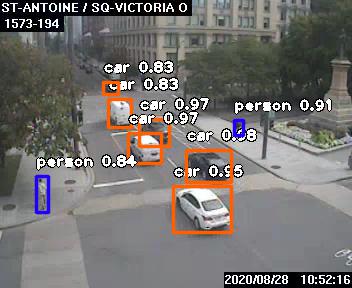 ST-ANTOINE / SQ-VICTORIA O
1573-194
car 0.83
car 0.83
car 0.97
person 0.91
car 0.97
car 0.98
person 0.84
car 0.95
2020/08/28 10:52:16